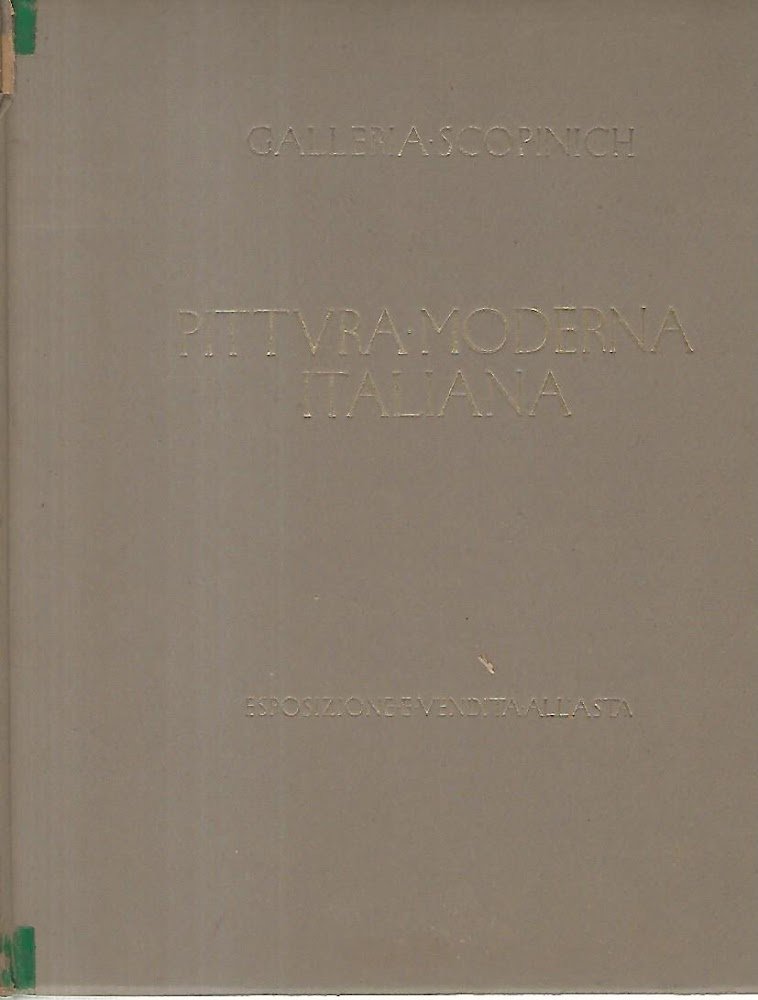 GALLERIA·SCOPINICH
PITTVRA·MODERNA
ITALIANA
ESPOSIZIONE·E·VENDITA·ALL'ASTA